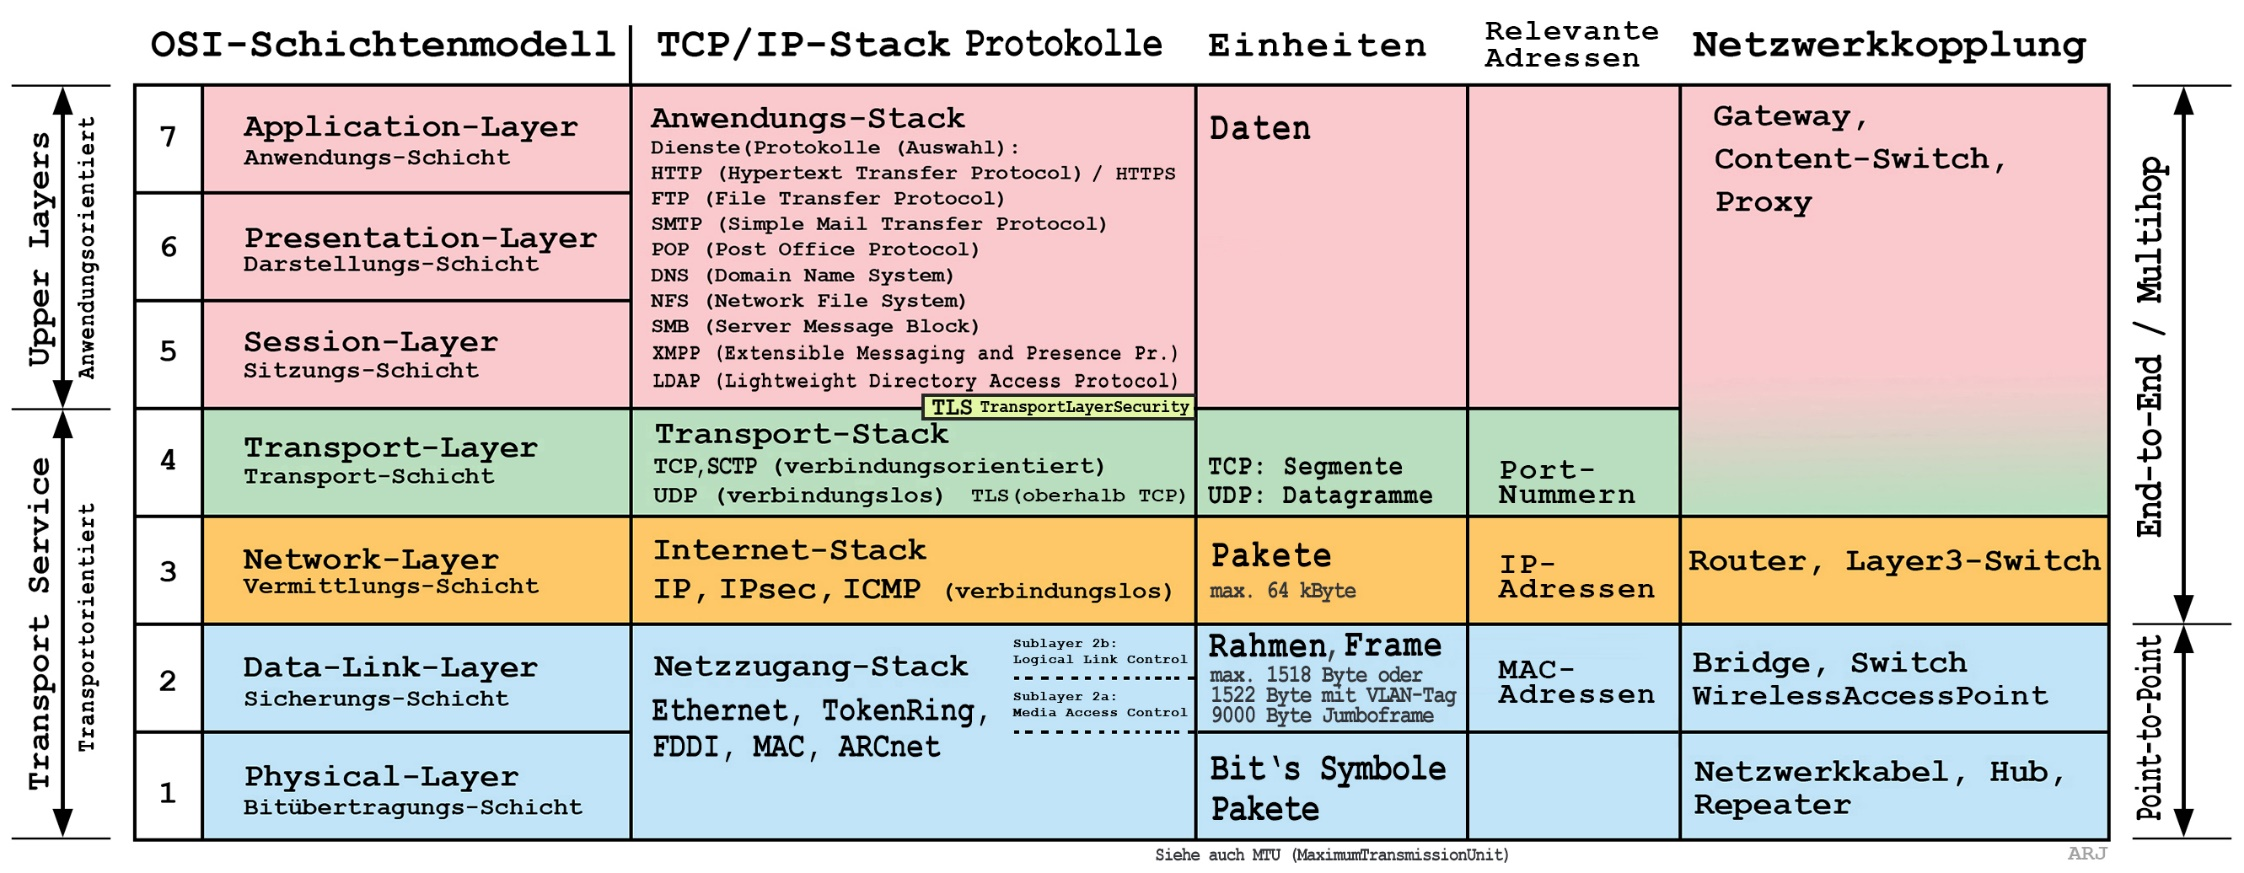 OSI-Schichtenmodell
TCP/IP-Stack Protokolle
Einheiten
Relevante
Adressen
Netzwerkkopplung
Upper Layers
Anwendungsorientiert
Transport Service
Transportorientiert
7
Application-Layer
Anwendungs-Schicht
6
Presentation-Layer
Darstellungs-Schicht
5
Session-Layer
Sitzungs-Schicht
Anwendungs-Stack
Dienste(Protokolle (Auswahl):
HTTP (Hypertext Transfer Protocol) / HTTPS
FTP (File Transfer Protocol)
SMTP (Simple Mail Transfer Protocol)
POP (Post Office Protocol)
DNS (Domain Name System)
NFS (Network File System)
SMB (Server Message Block)
XMPP (Extensible Messaging and Presence Pr.)
LDAP (Lightweight Directory Access Protocol)
TLS TransportLayerSecurity
Daten
Gateway,
Content-Switch,
Proxy
4
Transport-Layer
Transport-Schicht
Transport-Stack
TCP,SCTP (verbindungsorientiert)
UDP (verbindungslos) TLS(oberhalb TCP)
TCP: Segmente
UDP: Datagramme
Port-
Nummern
3
Network-Layer
Vermittlungs-Schicht
Internet-Stack
IP, IPsec, ICMP (verbindungslos)
Pakete
max. 64 kByte
IP-
Adressen
Router, Layer3-Switch
2
Data-Link-Layer
Sicherungs-Schicht
Netzzugang-Stack
Ethernet, TokenRing,
FDDI, MAC, ARCnet
Sublayer 2b:
Logical Link Control
Sublayer 2a:
Media Access Control
Rahmen, Frame
max. 1518 Byte oder
1522 Byte mit VLAN-Tag
9000 Byte Jumboframe
MAC-
Adressen
Bridge, Switch
WirelessAccessPoint
1
Physical-Layer
Bitübertragungs-Schicht
Bit‘s Symbole
Pakete
Netzwerkkabel, Hub,
Repeater
End-to-End / Multihop
Point-to-Point
Siehe auch MTU (MaximumTransmissionUnit)
ARJ